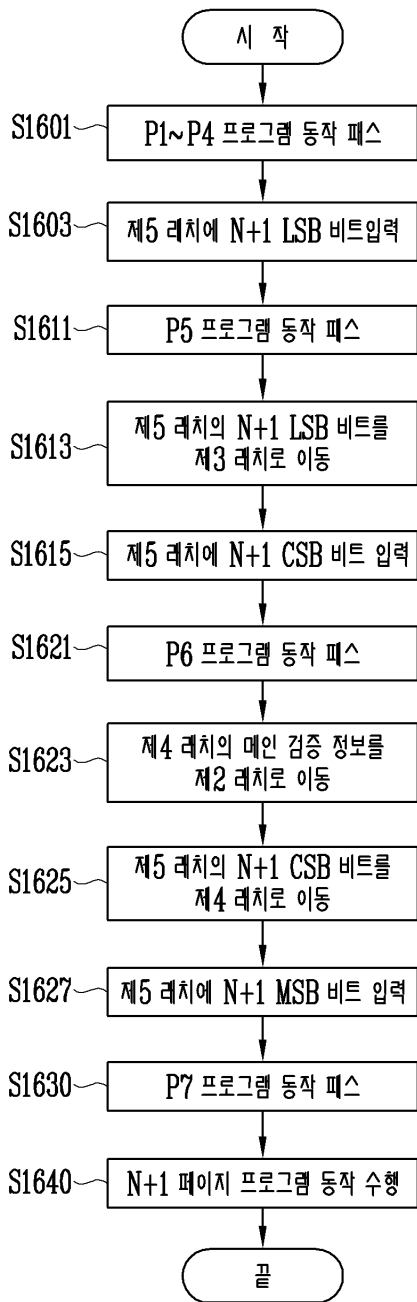 시 작
S1601
P1~P4 프로그램 동작 패스
S1603
제5 래치에 N+1 LSB 비트입력
S1611
P5 프로그램 동작 패스
S1613
제5 래치의 N+1 LSB 비트를
제3 래치로 이동
S1615
제5 래치에 N+1 CSB 비트 입력
S1621
P6 프로그램 동작 패스
S1623
제4 래치의 메인 검증 정보를
제2 래치로 이동
S1625
제5 래치의 N+1 CSB 비트를
제4 래치로 이동
S1627
제5 래치에 N+1 MSB 비트 입력
S1630
P7 프로그램 동작 패스
S1640
N+1 페이지 프로그램 동작 수행
끝